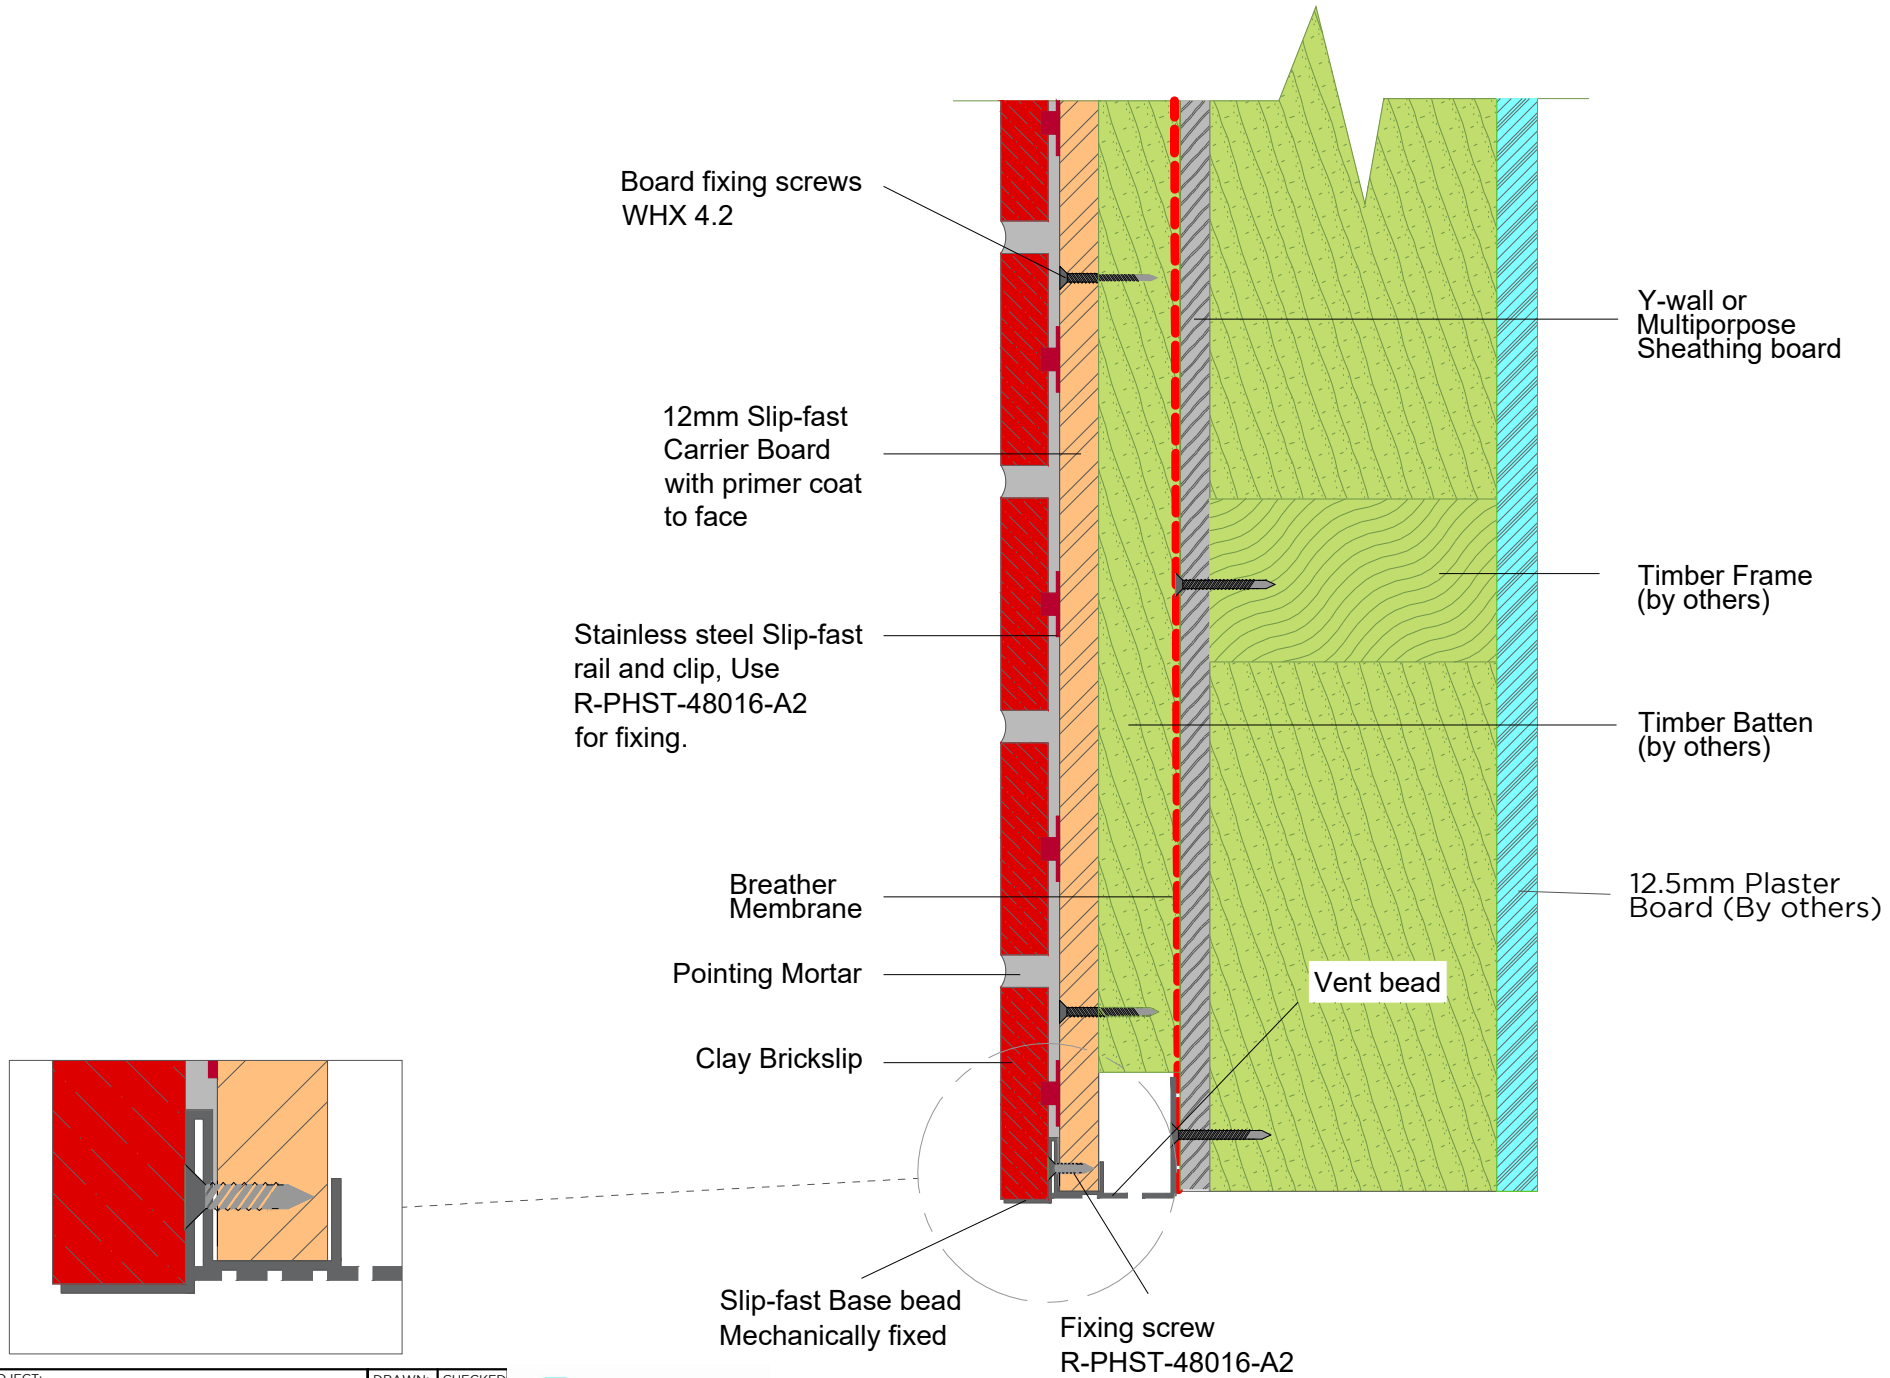 Board fixing screws
WHX 4.2
12mm Slip-fast
Carrier Board
with primer coat
to face
Stainless steel Slip-fast
rail and clip, Use
R-PHST-48016-A2
for fixing.
Breather
Membrane
Pointing Mortar
Clay Brickslip
Y-wall or
Multiporpose
Sheathing board
Timber Frame
(by others)
Timber Batten
(by others)
12.5mm Plaster
Board (By others)
Vent bead
Slip-fast Base bead
Mechanically fixed
Fixing screw
R-PHST-48016-A2
DRAWN: CHECKED